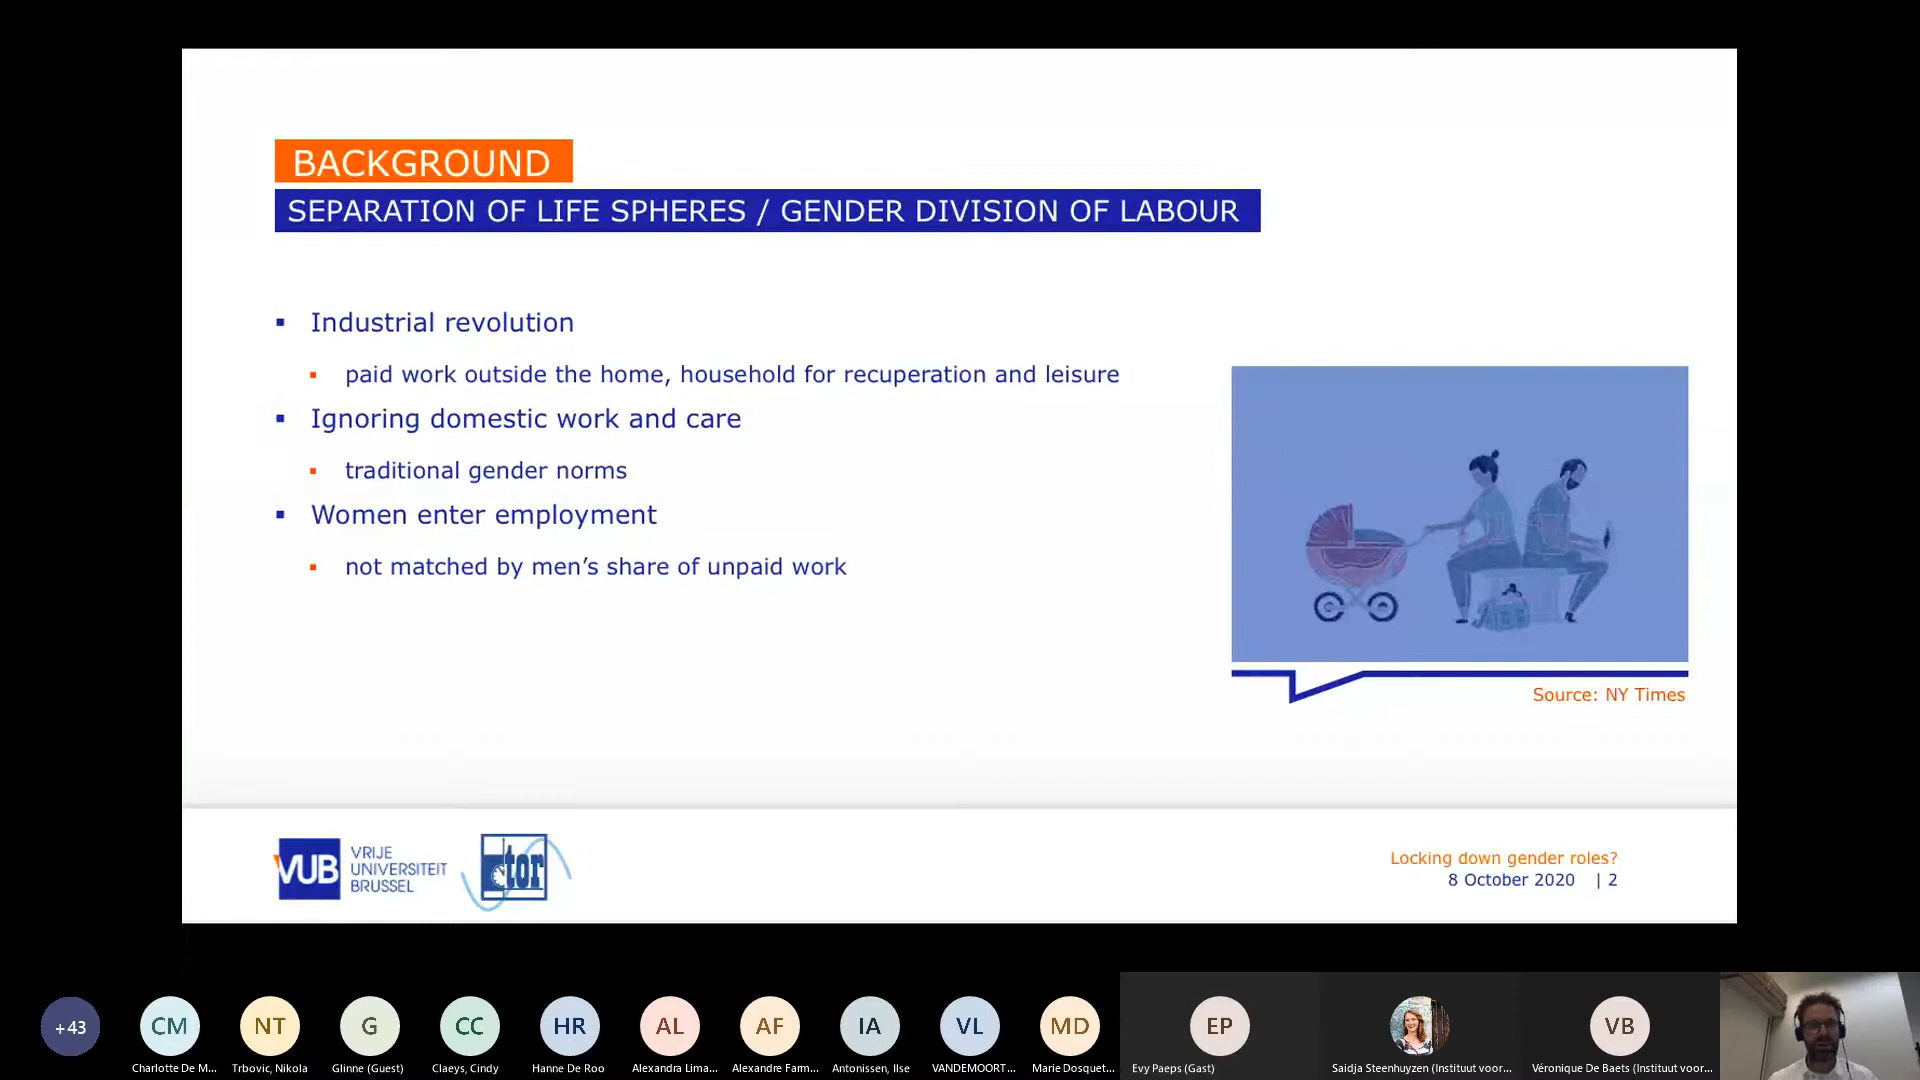 BACKGROUND
SEPARATION OF LIFE SPHERES / GENDER DIVISION OF LABOUR
▪ Industrial revolution
▪ paid work outside the home, household for recuperation and leisure
▪ Ignoring domestic work and care
▪ traditional gender norms
▪ Women enter employment
▪ not matched by men’s share of unpaid work
Source: NY Times
VUB
VRIJE
UNIVERSITEIT
BRUSSEL
tor
Locking down gender roles?
8 October 2020 | 2
+43
CM
NT
G
CC
HR
AL
AF
IA
VL
MD
EP
VB
Charlotte De M...
Trbovic, Nikola
Glinne (Guest)
Claeys, Cindy
Hanne De Roo
Alexandra Lima...
Alexandre Farm...
Antonissen, Ilse
VANDEMOORT...
Marie Dosquet...
Evy Paeps (Gast)
Saidja Steenhuyzen (Instituut voor...
Véronique De Baets (Instituut voor...